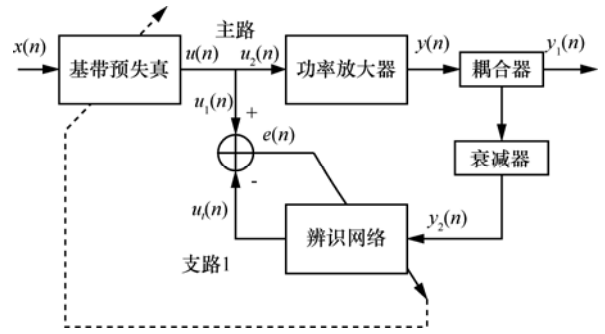 x(n)
基带预失真
u(n)
主路
u₂(n)
功率放大器
y(n)
耦合器
y₁(n)
u₁(n)
+
e(n)
-
衰减器
uᵣ(n)
辨识网络
y₂(n)
支路1